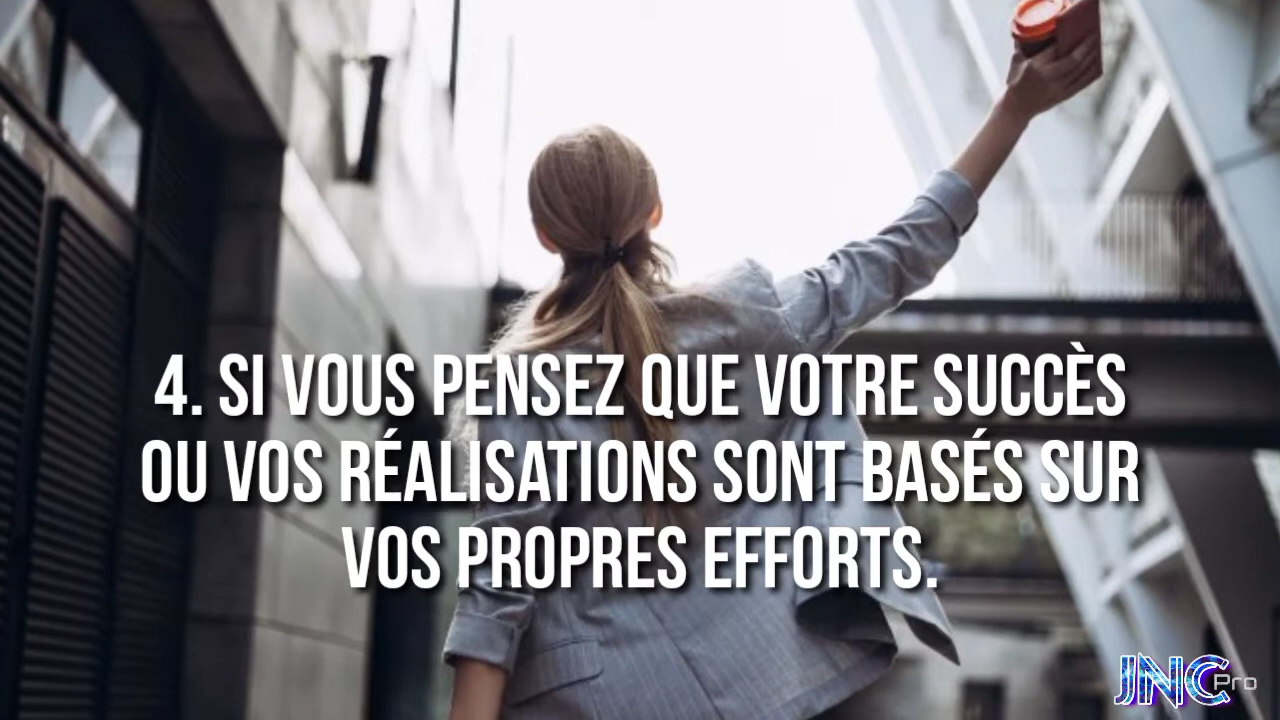 4. SI VOUS PENSEZ QUE VOTRE SUCCÈS
OU VOS RÉALISATIONS SONT BASÉS SUR
VOS PROPRES EFFORTS.
JNC Pro